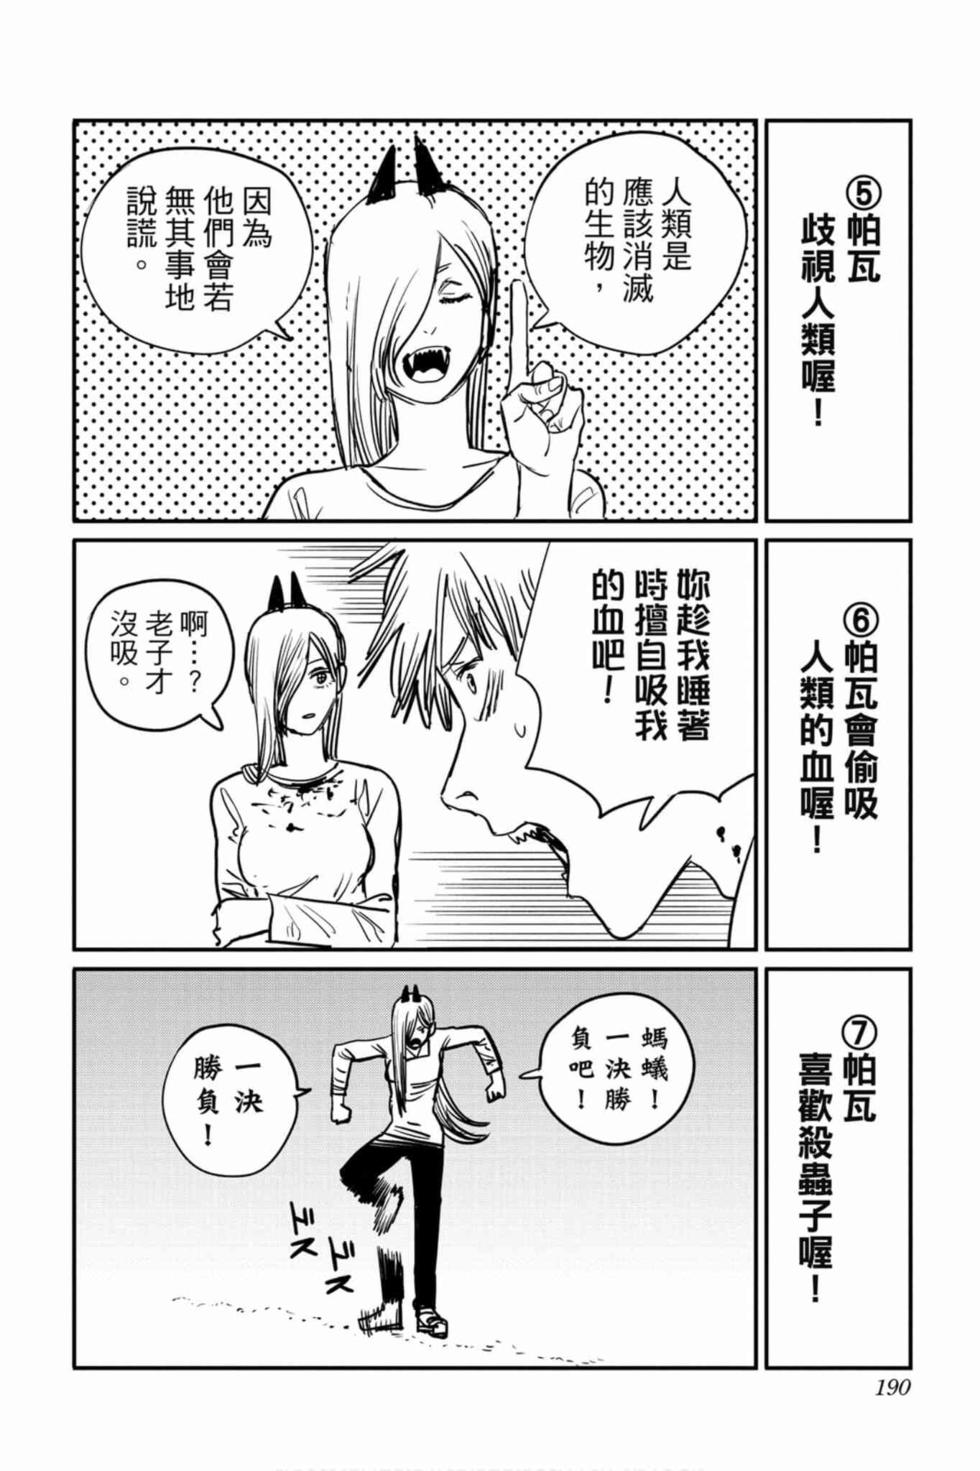 ⑤帕瓦
歧視人類喔！
人類是
應該消滅
的生物，
因為
他們會若
無其事地
說謊。
⑥帕瓦會偷吸
人類的血喔！
妳趁我睡著
時擅自吸我
的血吧！
啊…？
老子才
沒吸。
⑦帕瓦
喜歡殺蟲子喔！
螞蟻！
一決勝
負吧！
一決
勝負！
ドス
ドス
190